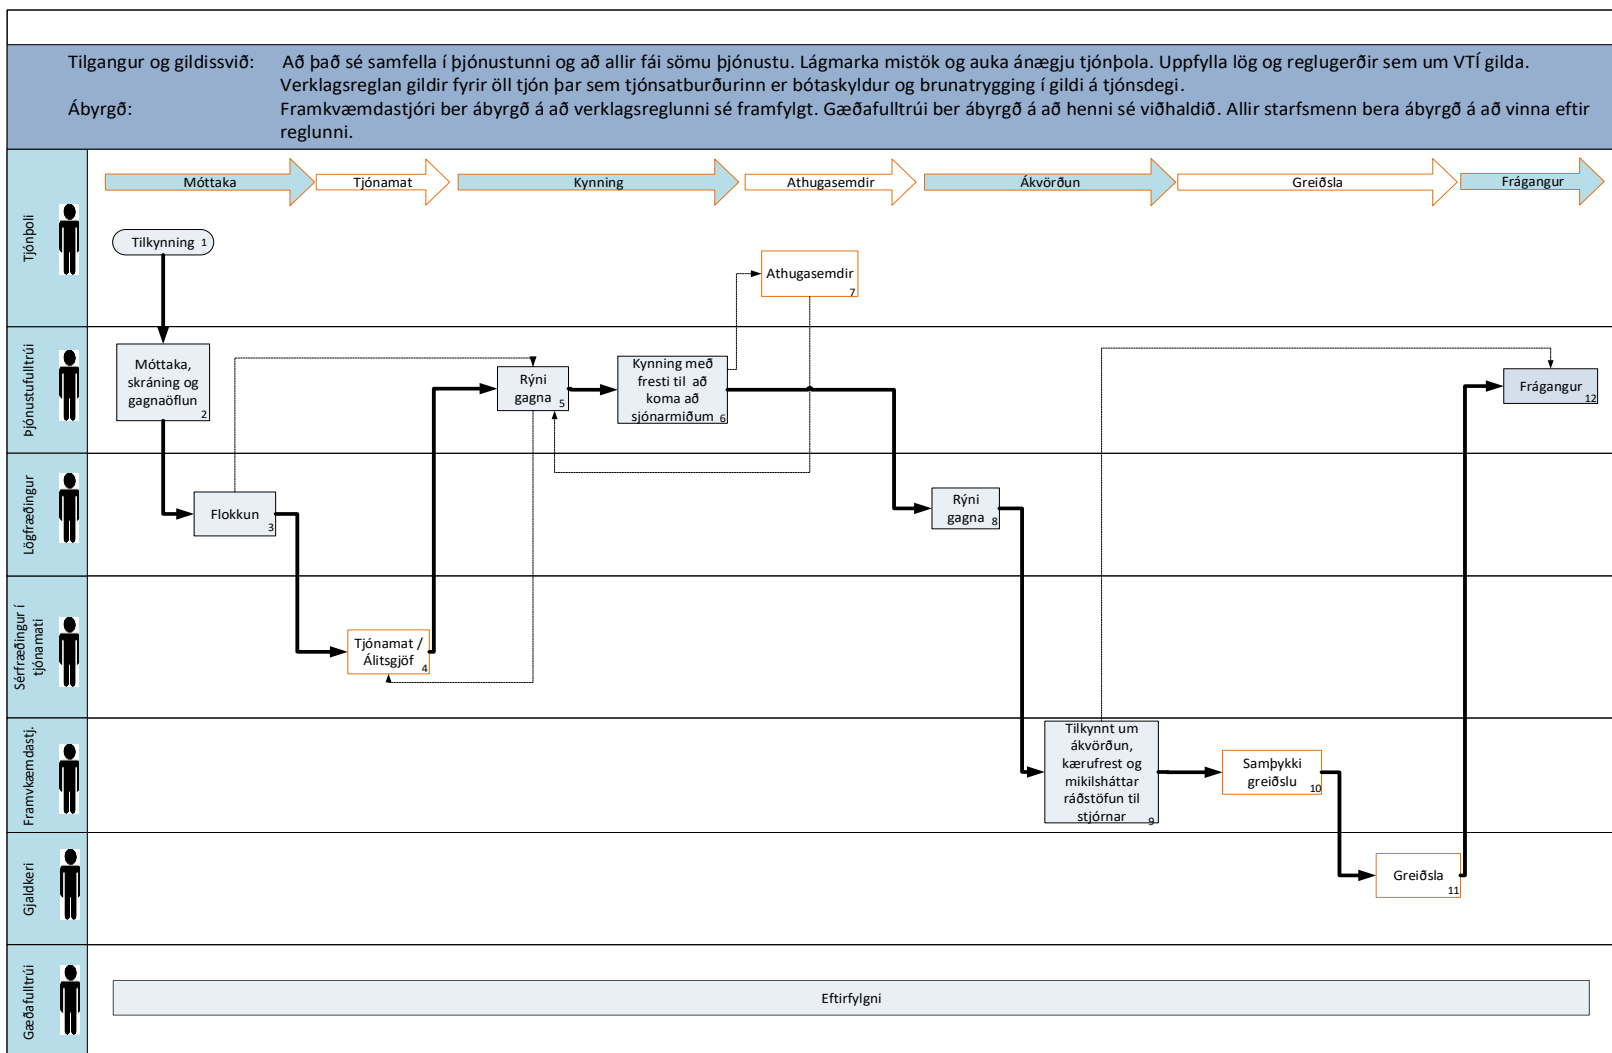 Tilgangur og gildissvið: Að það sé samfella í þjónustunni og að allir fái sömu þjónustu. Lágmarka mistök og auka ánægju tjónþola. Uppfylla lög og reglugerðir sem um VTÍ gilda.
Verklagsreglan gildir fyrir öll tjón þar sem tjónsatburðurinn er bótaskyldur og brunatrygging í gildi á tjónsdegi.
Ábyrgð: Framkvæmdastjóri ber ábyrgð á að verklagsreglunni sé framfylgt. Gæðafulltrúi ber ábyrgð á að henni sé viðhaldið. Allir starfsmenn bera ábyrgð á að vinna eftir
reglunni.
Móttaka
Tjónamat
Kynning
Athugasemdir
Ákvörðun
Greiðsla
Frágangur
Tjónþoli
Tilkynning 1
Athugasemdir
7
Þjónustufulltrúi
Móttaka,
skráning og
gagnaöflun
2
Rýni
gagna
5
Kynning með
fresti til að
koma að
sjónarmiðum
6
Frágangur
12
Lögfræðingur
Flokkun
3
Rýni
gagna
8
Sérfræðingur í
tjónamati
Tjónamat /
Álitsgjöf
4
Framvkæmdastj.
Tilkynnt um
ákvörðun,
kærufrest og
mikilsháttar
ráðstöfun til
stjórnar
9
Samþykki
greiðslu
10
Gjaldkeri
Greiðsla
11
Gæðafulltrúi
Eftirfylgni